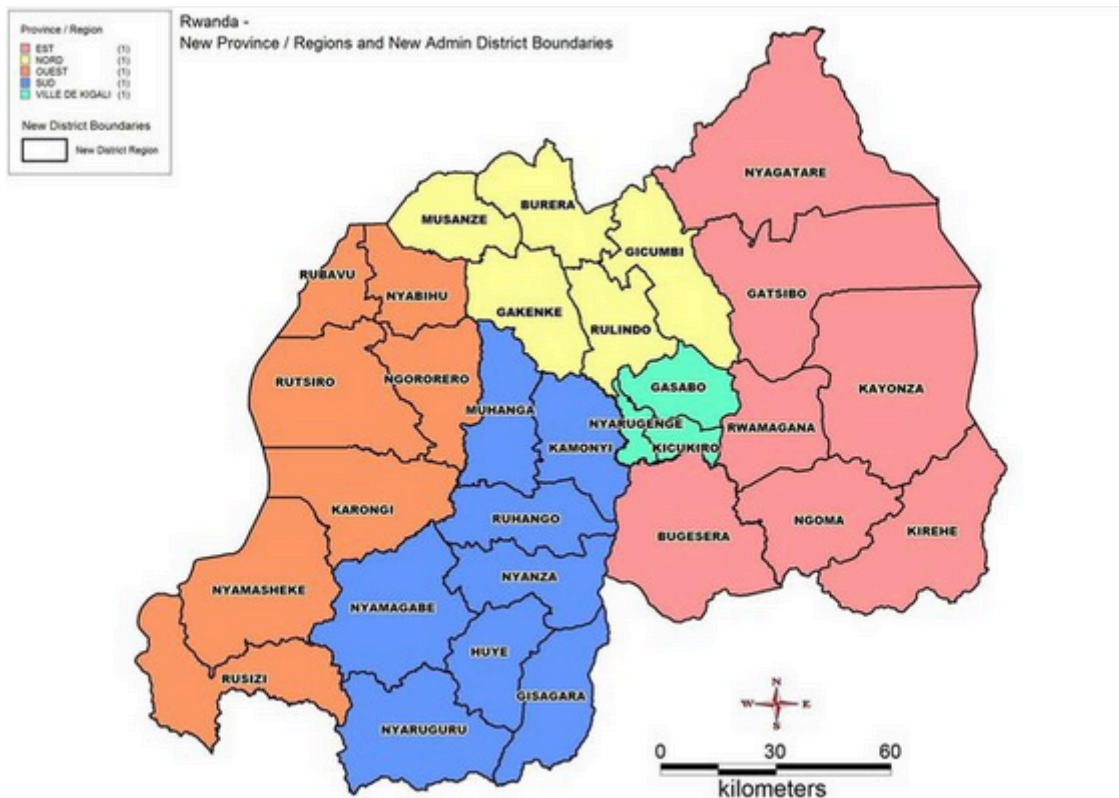 Province / Region
EST (1)
NORD (1)
OUEST (1)
SUD (1)
VILLE DE KIGALI (1)
New District Boundaries
New District Region
Rwanda -
New Province / Regions and New Admin District Boundaries
NYAGATARE
BURERA
MUSANZE
GICUMBI
RUBAVU
NYABIHU
GATSIBO
GAKENKE
RULINDO
RUTSIRO
NGORORERO
GASABO
KAYONZA
MUHANGA
NYARUGENGE
RWAMAGANA
KAMONYI
KICUKIRO
KARONGI
RUHANGO
NGOMA
KIREHE
BUGESERA
NYANZA
NYAMASHEKE
NYAMAGABE
HUYE
RUSIZI
GISAGARA
NYARUGURU
N
W E
S
0 30 60
kilometers